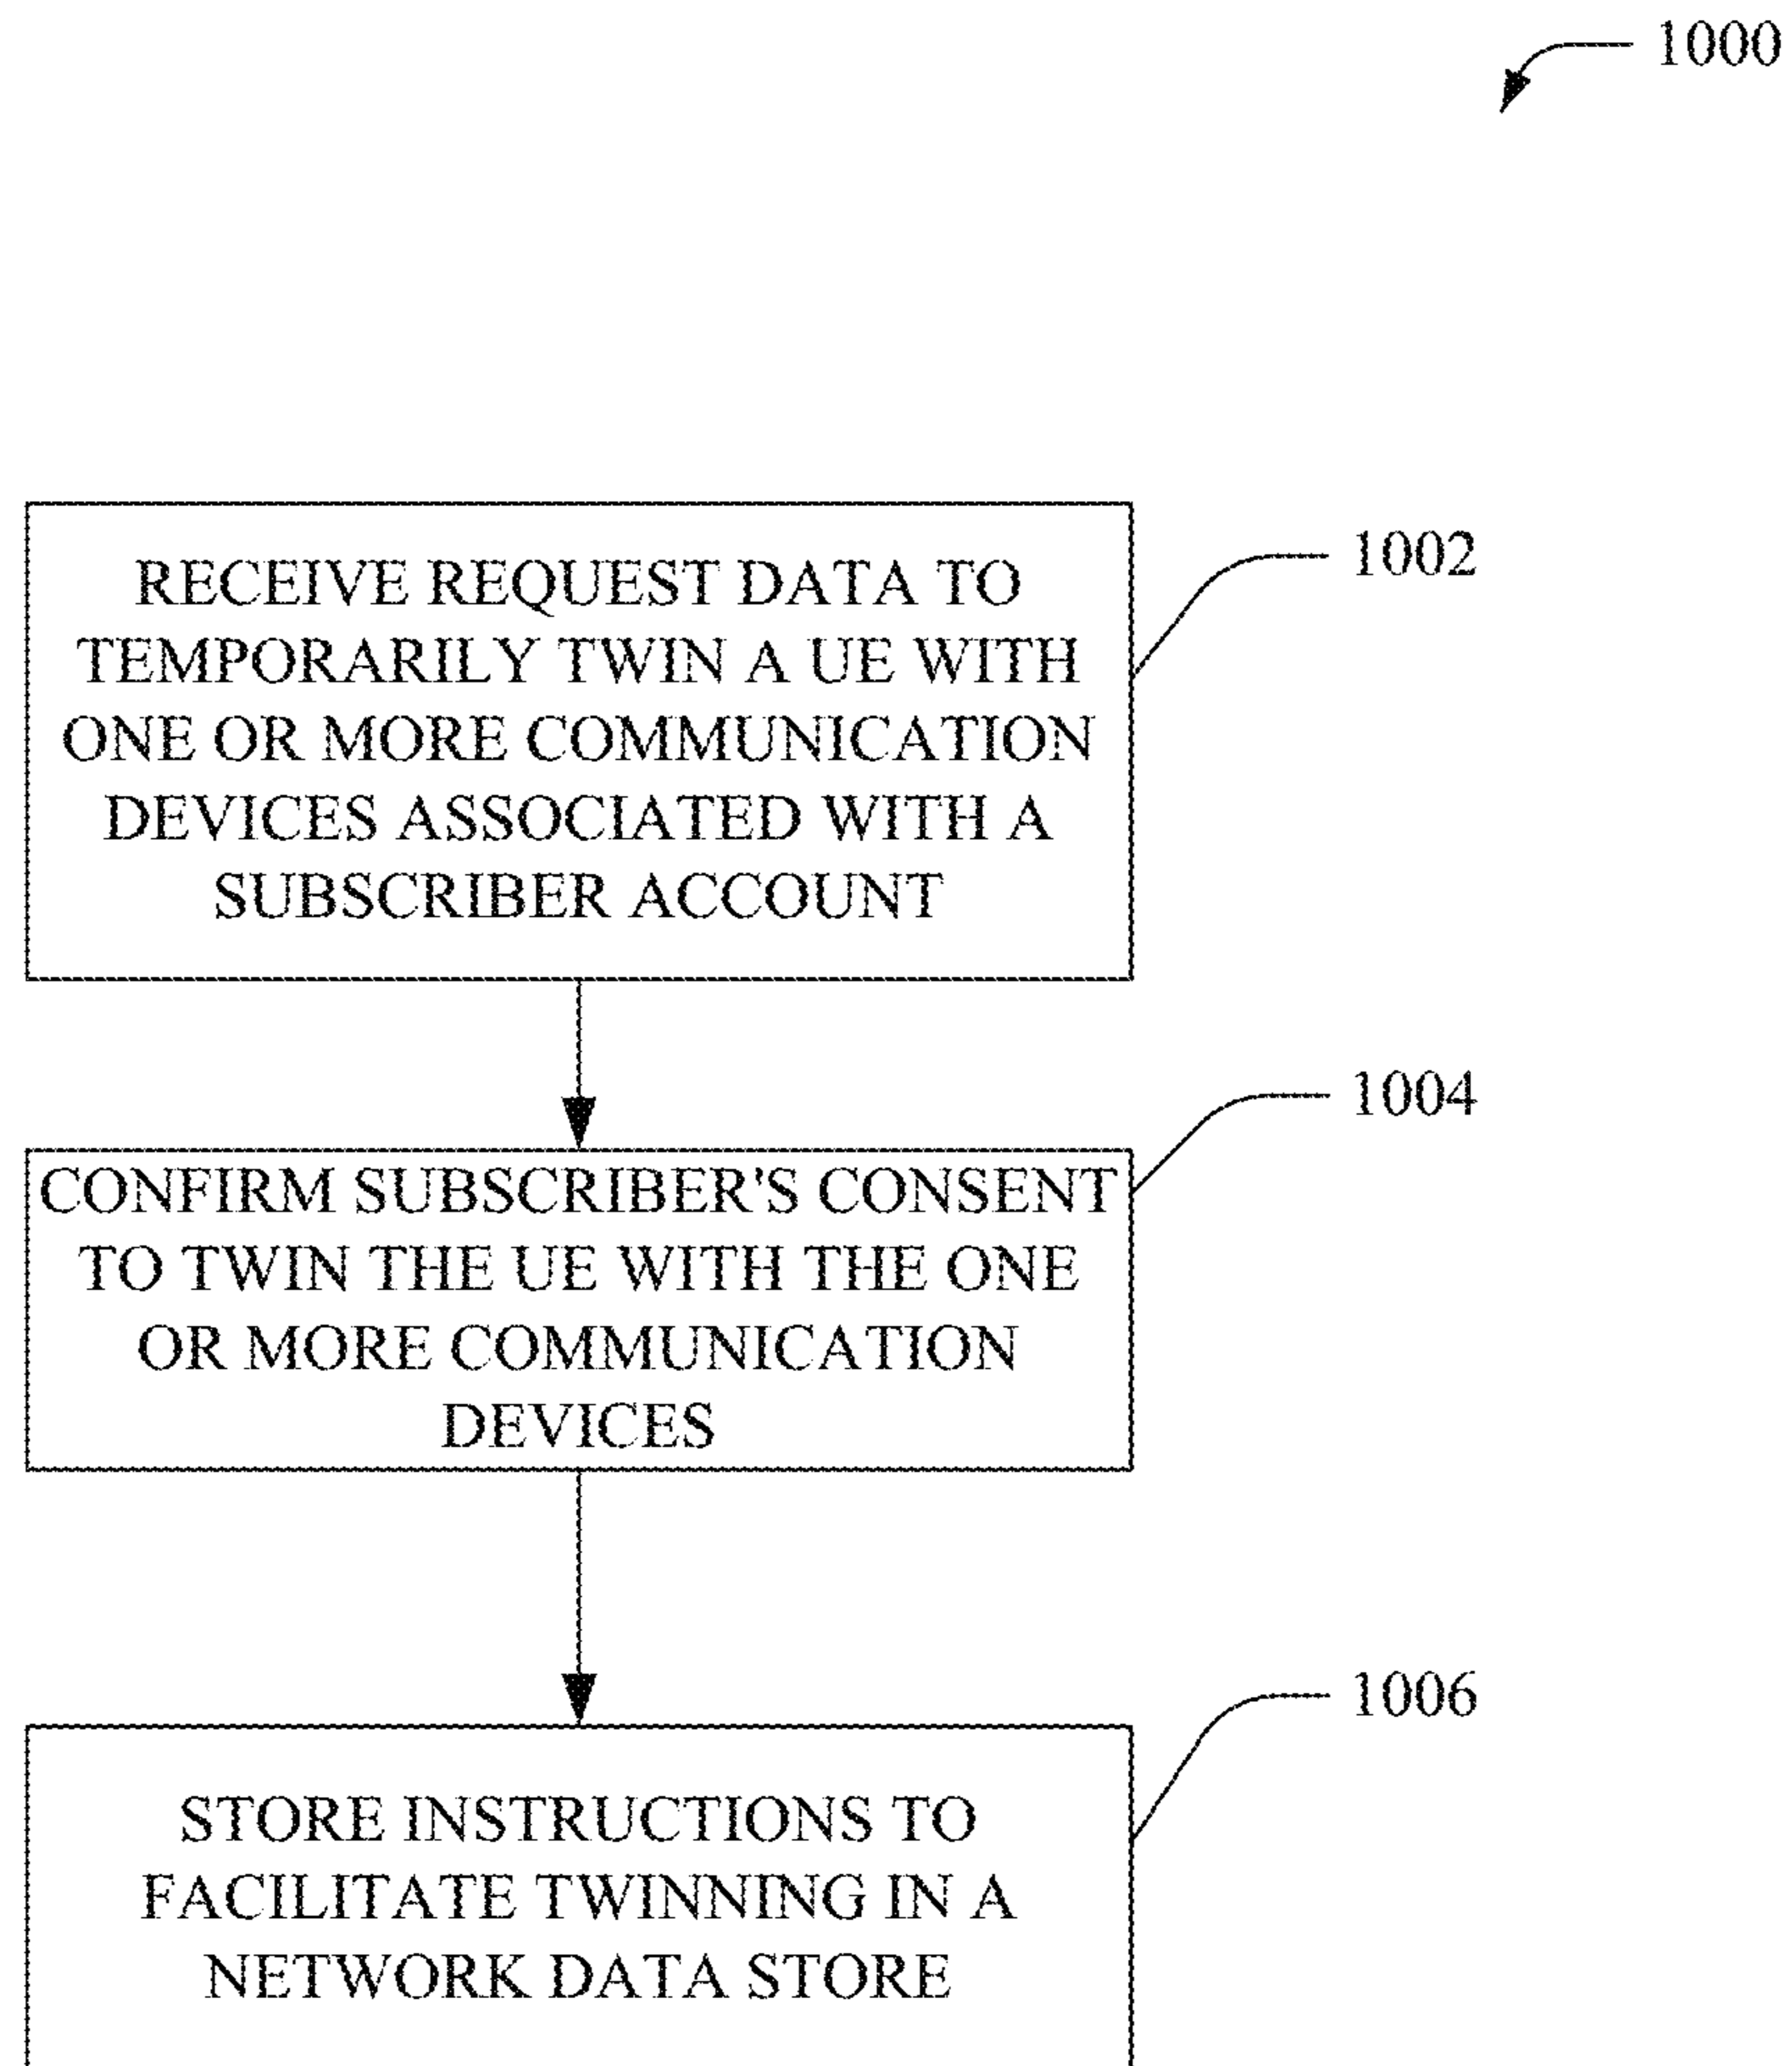 1000
RECEIVE REQUEST DATA TO
TEMPORARILY TWIN A UE WITH
ONE OR MORE COMMUNICATION
DEVICES ASSOCIATED WITH A
SUBSCRIBER ACCOUNT
1002
CONFIRM SUBSCRIBER'S CONSENT
TO TWIN THE UE WITH THE ONE
OR MORE COMMUNICATION
DEVICES
1004
STORE INSTRUCTIONS TO
FACILITATE TWINNING IN A
NETWORK DATA STORE
1006